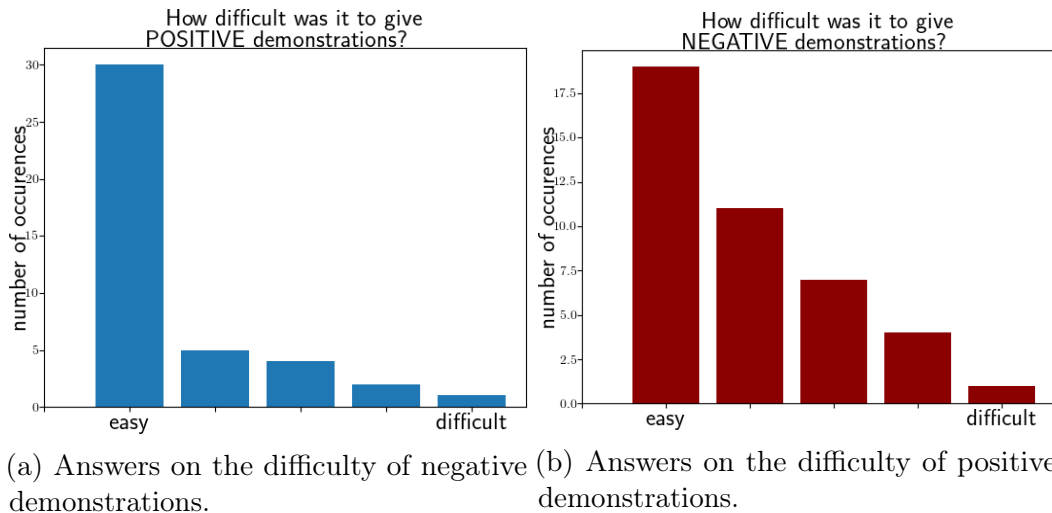 How difficult was it to give
POSITIVE demonstrations?
number of occurences
30
25
20
15
10
5
0
easy
difficult
(a) Answers on the difficulty of negative
demonstrations.
How difficult was it to give
NEGATIVE demonstrations?
number of occurences
17.5
15.0
12.5
10.0
7.5
5.0
2.5
0.0
easy
difficult
(b) Answers on the difficulty of positive
demonstrations.